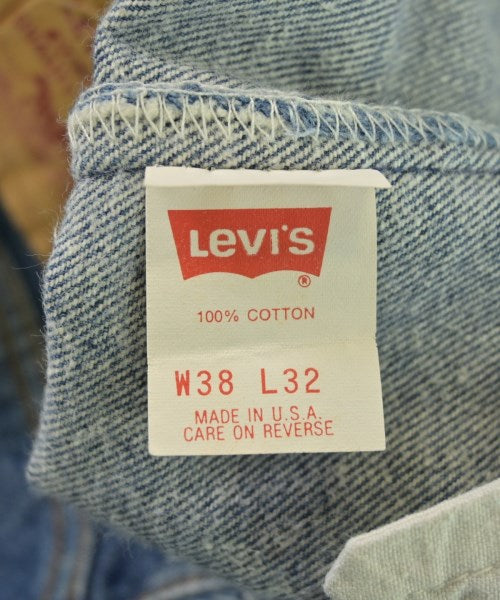 Levi's
®
100% COTTON
W38 L32
MADE IN U.S.A.
CARE ON REVERSE